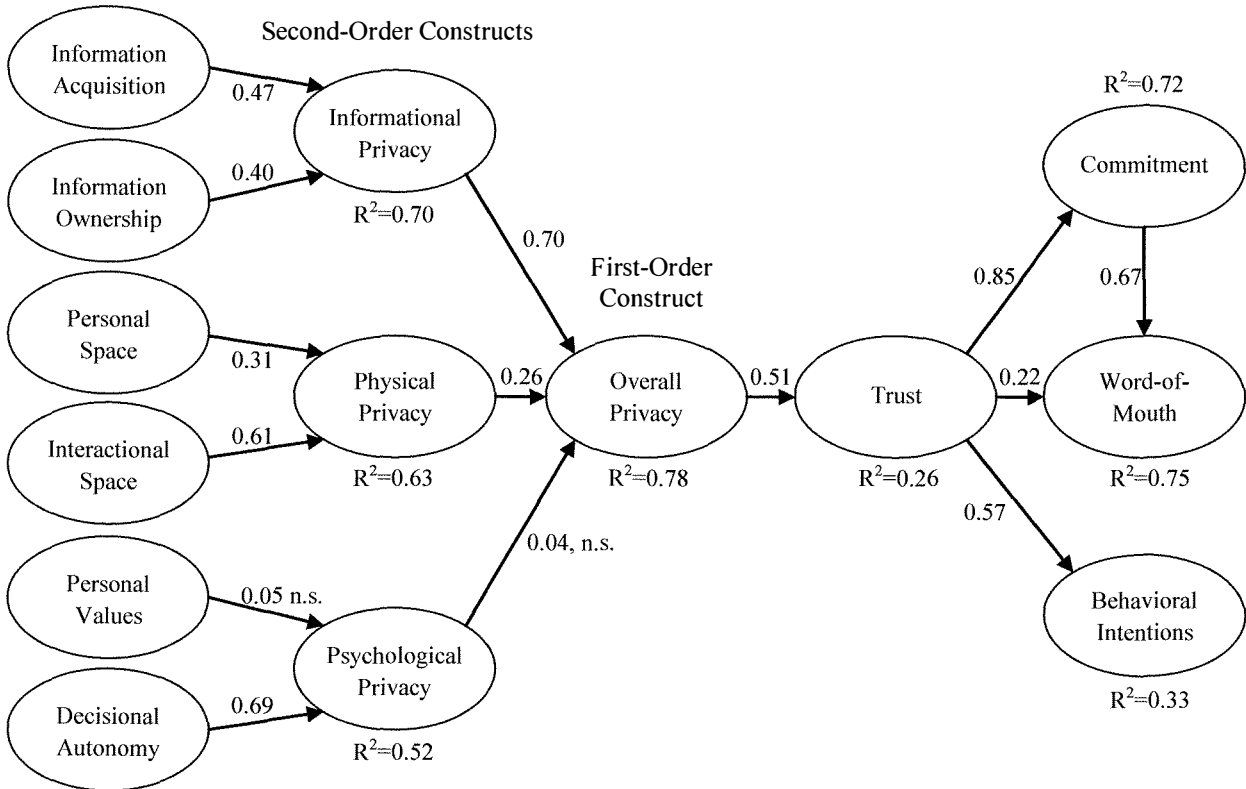 Second-Order Constructs
Information
Acquisition
0.47
Informational
Privacy
R²=0.70
Information
Ownership
0.40
0.70
First-Order
Construct
Personal
Space
0.31
Physical
Privacy
R²=0.63
Interactional
Space
0.61
0.26
Overall
Privacy
R²=0.78
Personal
Values
0.05 n.s.
0.04, n.s.
Psychological
Privacy
R²=0.52
Decisional
Autonomy
0.69
0.51
Trust
R²=0.26
0.85
R²=0.72
Commitment
0.67
0.22
Word-of-
Mouth
R²=0.75
0.57
Behavioral
Intentions
R²=0.33